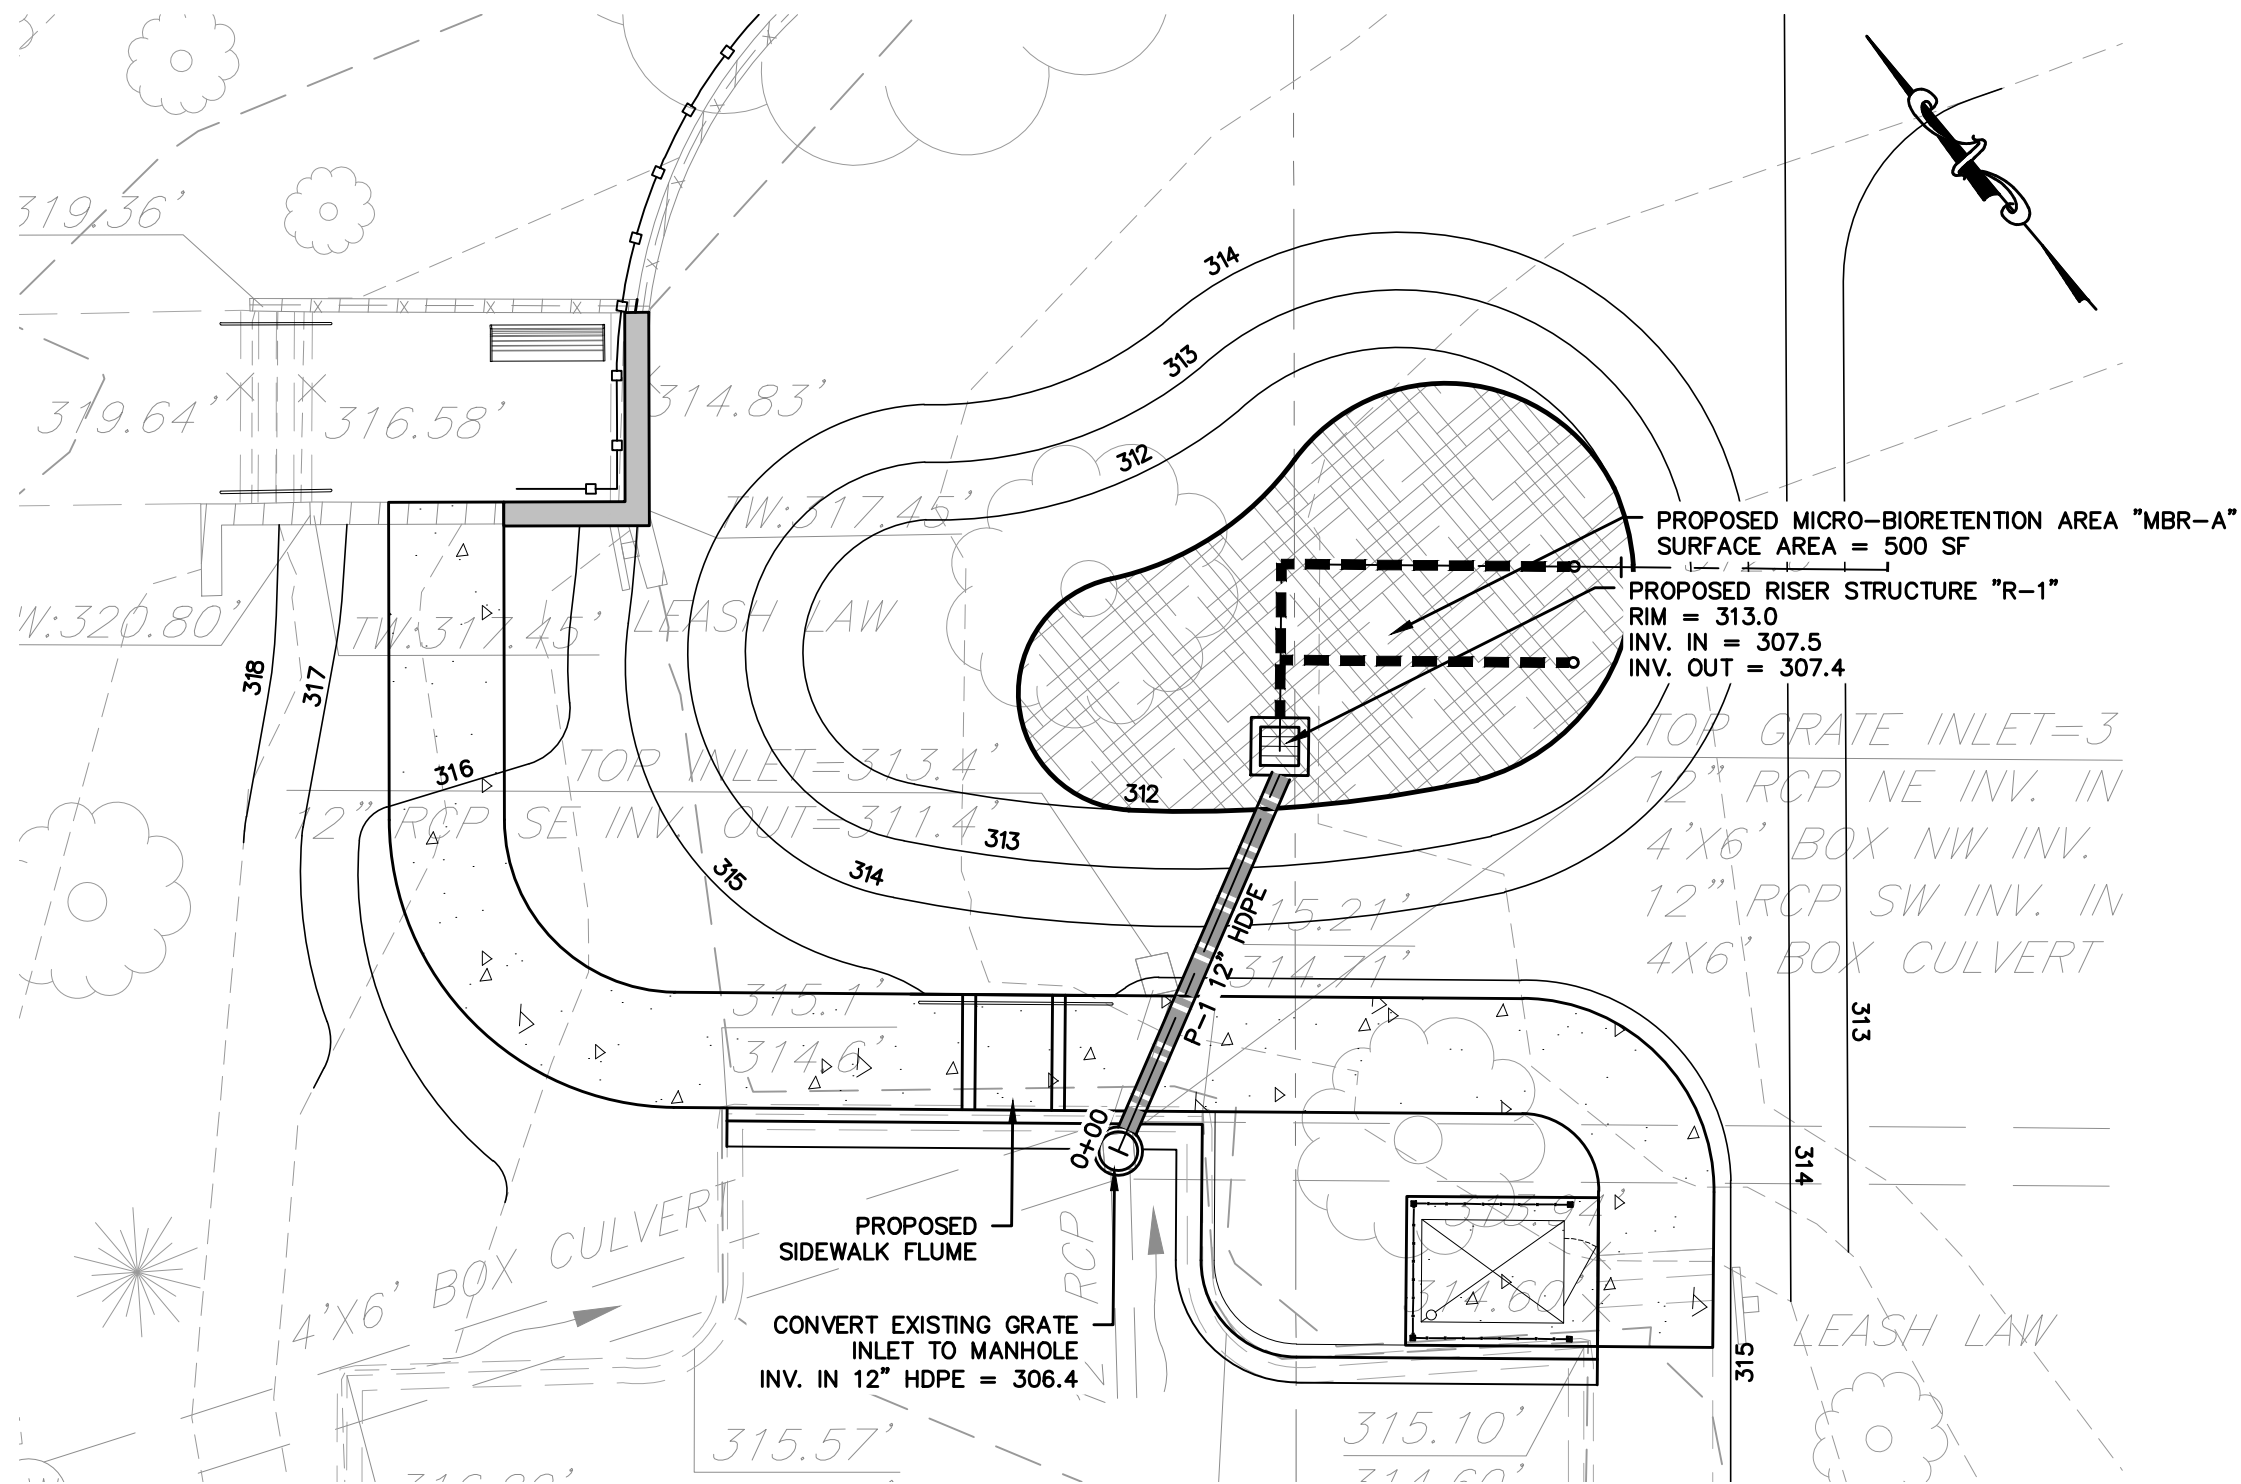 319.36'
314
313
319.64'
316.58'
314.83'
312
TW:317.45'
PROPOSED MICRO-BIORETENTION AREA "MBR-A"
SURFACE AREA = 500 SF
PROPOSED RISER STRUCTURE "R-1"
RIM = 313.0
INV. IN = 307.5
INV. OUT = 307.4
W:320.80'
TW:317.45'
LEASH LAW
318
317
316
TOP INLET=313.4'
12" RCP SE INV. OUT=311.4'
312
313
314
315
TOP GRATE INLET=3
12" RCP NE INV. IN
4'X6' BOX NW INV.
12" RCP SW INV. IN
4X6' BOX CULVERT
15.21'
314.71'
P-1 12" HDPE
315.1'
314.6'
313
314
0+00
PROPOSED
SIDEWALK FLUME
4'X6' BOX CULVERT
RCP
313.94'
314.60'
CONVERT EXISTING GRATE
INLET TO MANHOLE
INV. IN 12" HDPE = 306.4
LEASH LAW
315
315.57'
315.10'